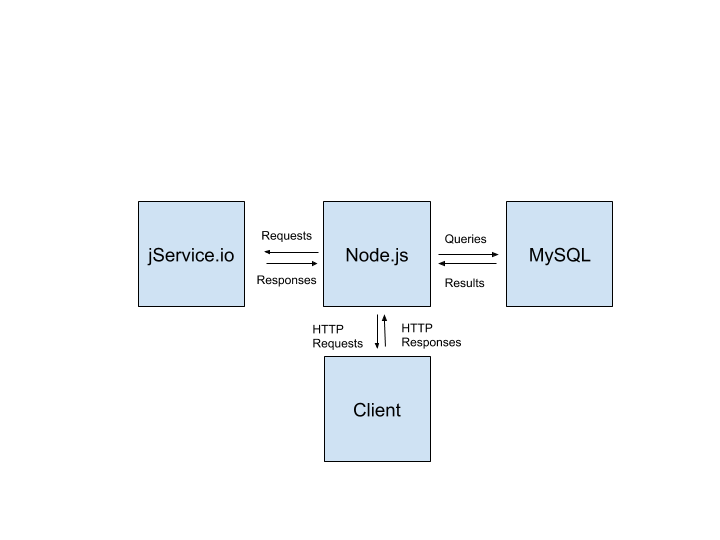 Requests
Queries
jService.io
Node.js
MySQL
Responses
Results
HTTP
Requests
HTTP
Responses
Client